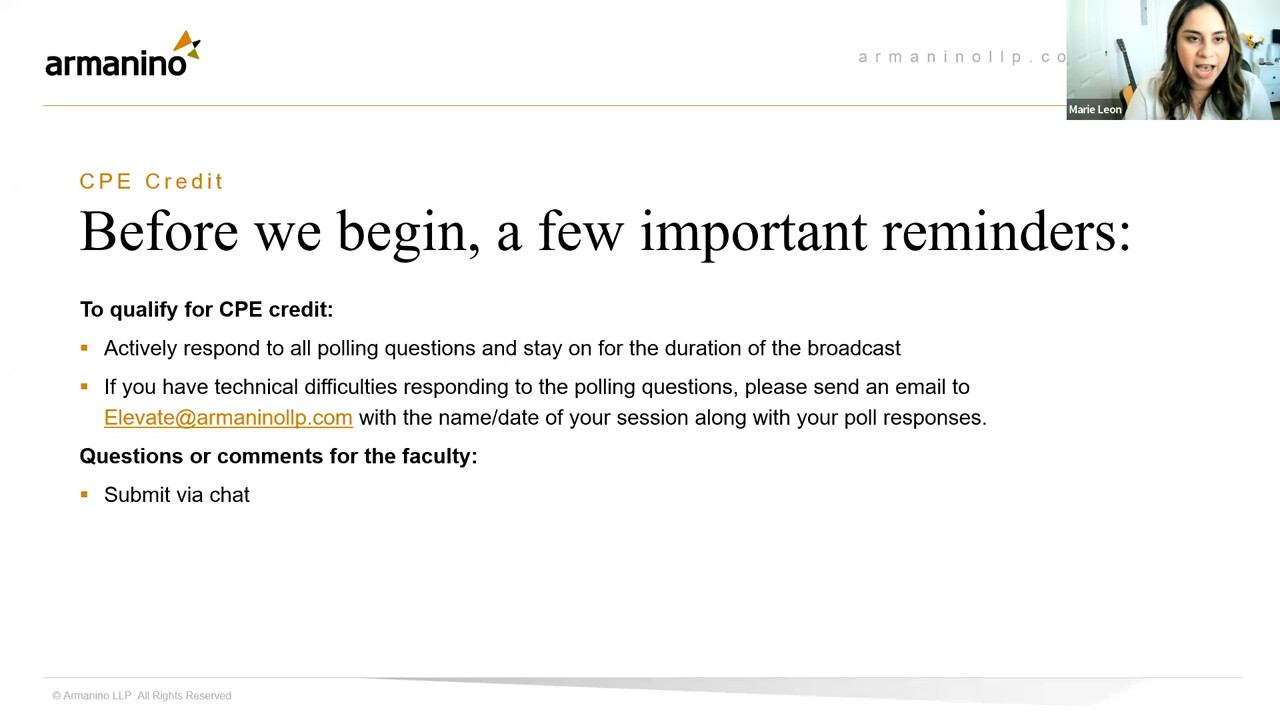 armanino
armaninollp.co
Marie Leon
CPE Credit
Before we begin, a few important reminders:
To qualify for CPE credit:
▪ Actively respond to all polling questions and stay on for the duration of the broadcast
▪ If you have technical difficulties responding to the polling questions, please send an email to
Elevate@armaninollp.com with the name/date of your session along with your poll responses.
Questions or comments for the faculty:
▪ Submit via chat
© Armanino LLP All Rights Reserved